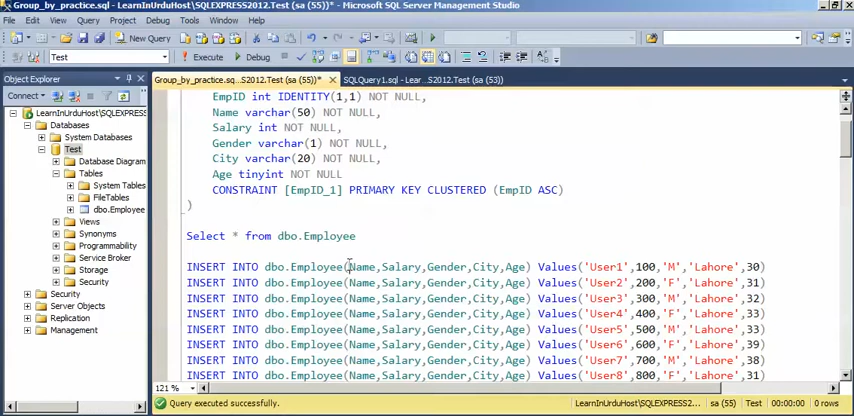 Group_by_practice.sql - LearnInUrduHost\SQLEXPRESS2012.Test (sa (55))* - Microsoft SQL Server Management Studio
File Edit View Query Project Debug Tools Window Help
New Query
Test Execute Debug
Object Explorer
Group_by_practice.sq...S2012.Test (sa (55))* SQLQuery1.sql - Lear...S2012.Test (sa (53))
Connect
LearnInUrduHost\SQLEXPRESS
Databases
System Databases
Test
Database Diagram
Tables
System Tables
FileTables
dbo.Employee
Views
Synonyms
Programmability
Service Broker
Storage
Security
Security
Server Objects
Replication
Management
EmpID int IDENTITY(1,1) NOT NULL,
Name varchar(50) NOT NULL,
Salary int NOT NULL,
Gender varchar(1) NOT NULL,
City varchar(20) NOT NULL,
Age tinyint NOT NULL
CONSTRAINT [EmpID_1] PRIMARY KEY CLUSTERED (EmpID ASC)
)
Select * from dbo.Employee
INSERT INTO dbo.Employee(Name,Salary,Gender,City,Age) Values('User1',100,'M','Lahore',30)
INSERT INTO dbo.Employee(Name,Salary,Gender,City,Age) Values('User2',200,'F','Lahore',31)
INSERT INTO dbo.Employee(Name,Salary,Gender,City,Age) Values('User3',300,'M','Lahore',32)
INSERT INTO dbo.Employee(Name,Salary,Gender,City,Age) Values('User4',400,'F','Lahore',33)
INSERT INTO dbo.Employee(Name,Salary,Gender,City,Age) Values('User5',500,'M','Lahore',33)
INSERT INTO dbo.Employee(Name,Salary,Gender,City,Age) Values('User6',600,'F','Lahore',39)
INSERT INTO dbo.Employee(Name,Salary,Gender,City,Age) Values('User7',700,'M','Lahore',38)
INSERT INTO dbo.Employee(Name,Salary,Gender,City,Age) Values('User8',800,'F','Lahore',31)
121 %
Query executed successfully. LearnInUrduHost\SQLEXPRESS2... sa (55) Test 00:00:00 0 rows